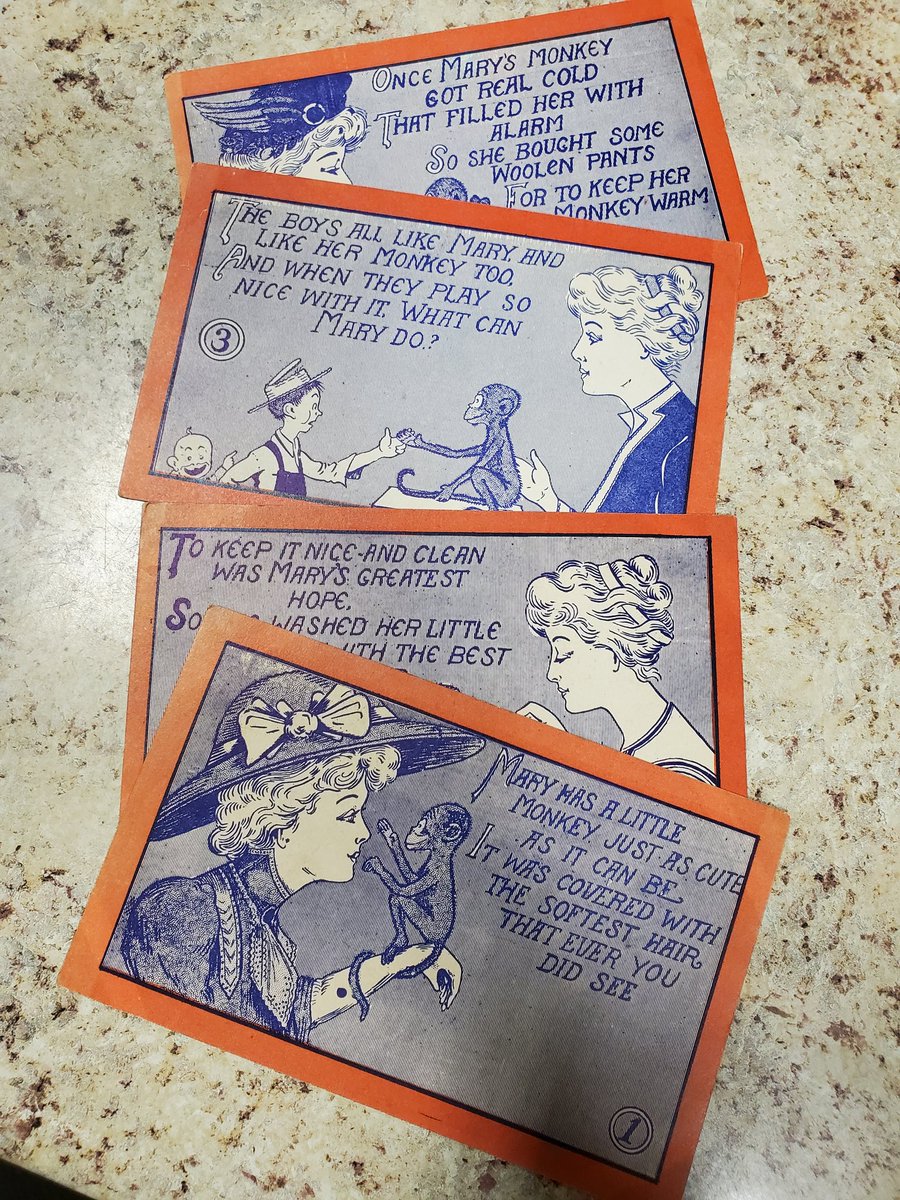 ONCE MARY'S MONKEY
GOT REAL COLD
THAT FILLED HER WITH
ALARM
SO SHE BOUGHT SOME
WOOLEN PANTS
FOR TO KEEP HER
MONKEY WARM
THE BOYS ALL LIKE MARY AND
LIKE HER MONKEY TOO,
AND WHEN THEY PLAY SO
NICE WITH IT, WHAT CAN
MARY DO?
3
TO KEEP IT NICE-AND CLEAN
WAS MARY'S GREATEST
HOPE,
WASHED HER LITTLE
WITH THE BEST
MARY HAS A LITTLE
MONKEY, JUST AS CUTE
AS IT CAN BE,
IT WAS COVERED WITH
THE SOFTEST HAIR,
THAT EVER YOU
DID SEE
1